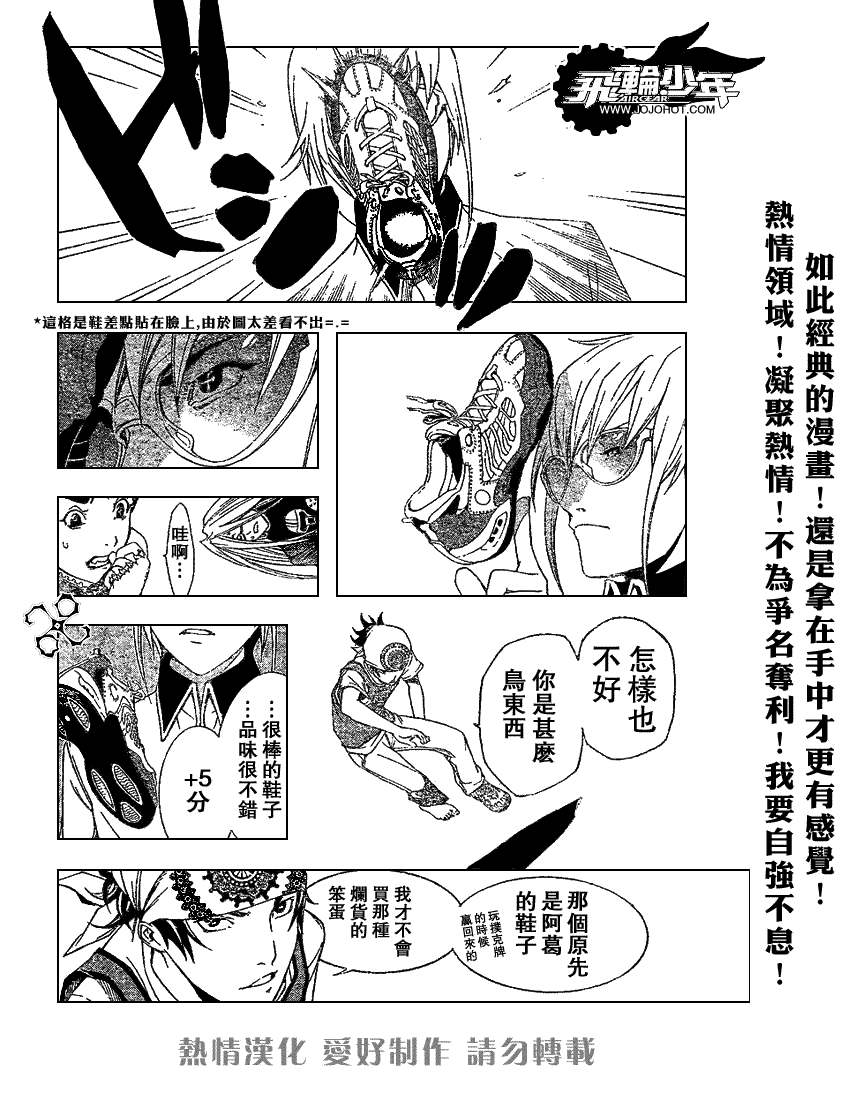 飛輪少年
AIRGEAR
WWW.JOJOHOT.COM
如此經典的漫畫！還是拿在手中才更有感覺！
熱情領域！凝聚熱情！不為爭名奪利！我要自強不息！
ドドン
*這格是鞋差點貼在臉上,由於圖太差看不出=.=
哇啊…
怎樣也
不好
你是甚麽
鳥東西
…很棒的鞋子
…品味很不錯
+5
分
那個原先
是阿葛
的鞋子
玩撲克牌
的時候
贏回來的
我才不會
買那種
爛貨的
笨蛋
熱情漢化 愛好制作 請勿轉載